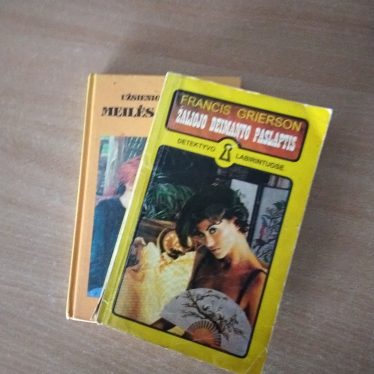 FRANCIS GRIERSON
ŽALIOJO DEIMANTO PASLAPTIS
DETEKTYVO LABIRINTUOSE
UŽSIENIO
MEILĖS